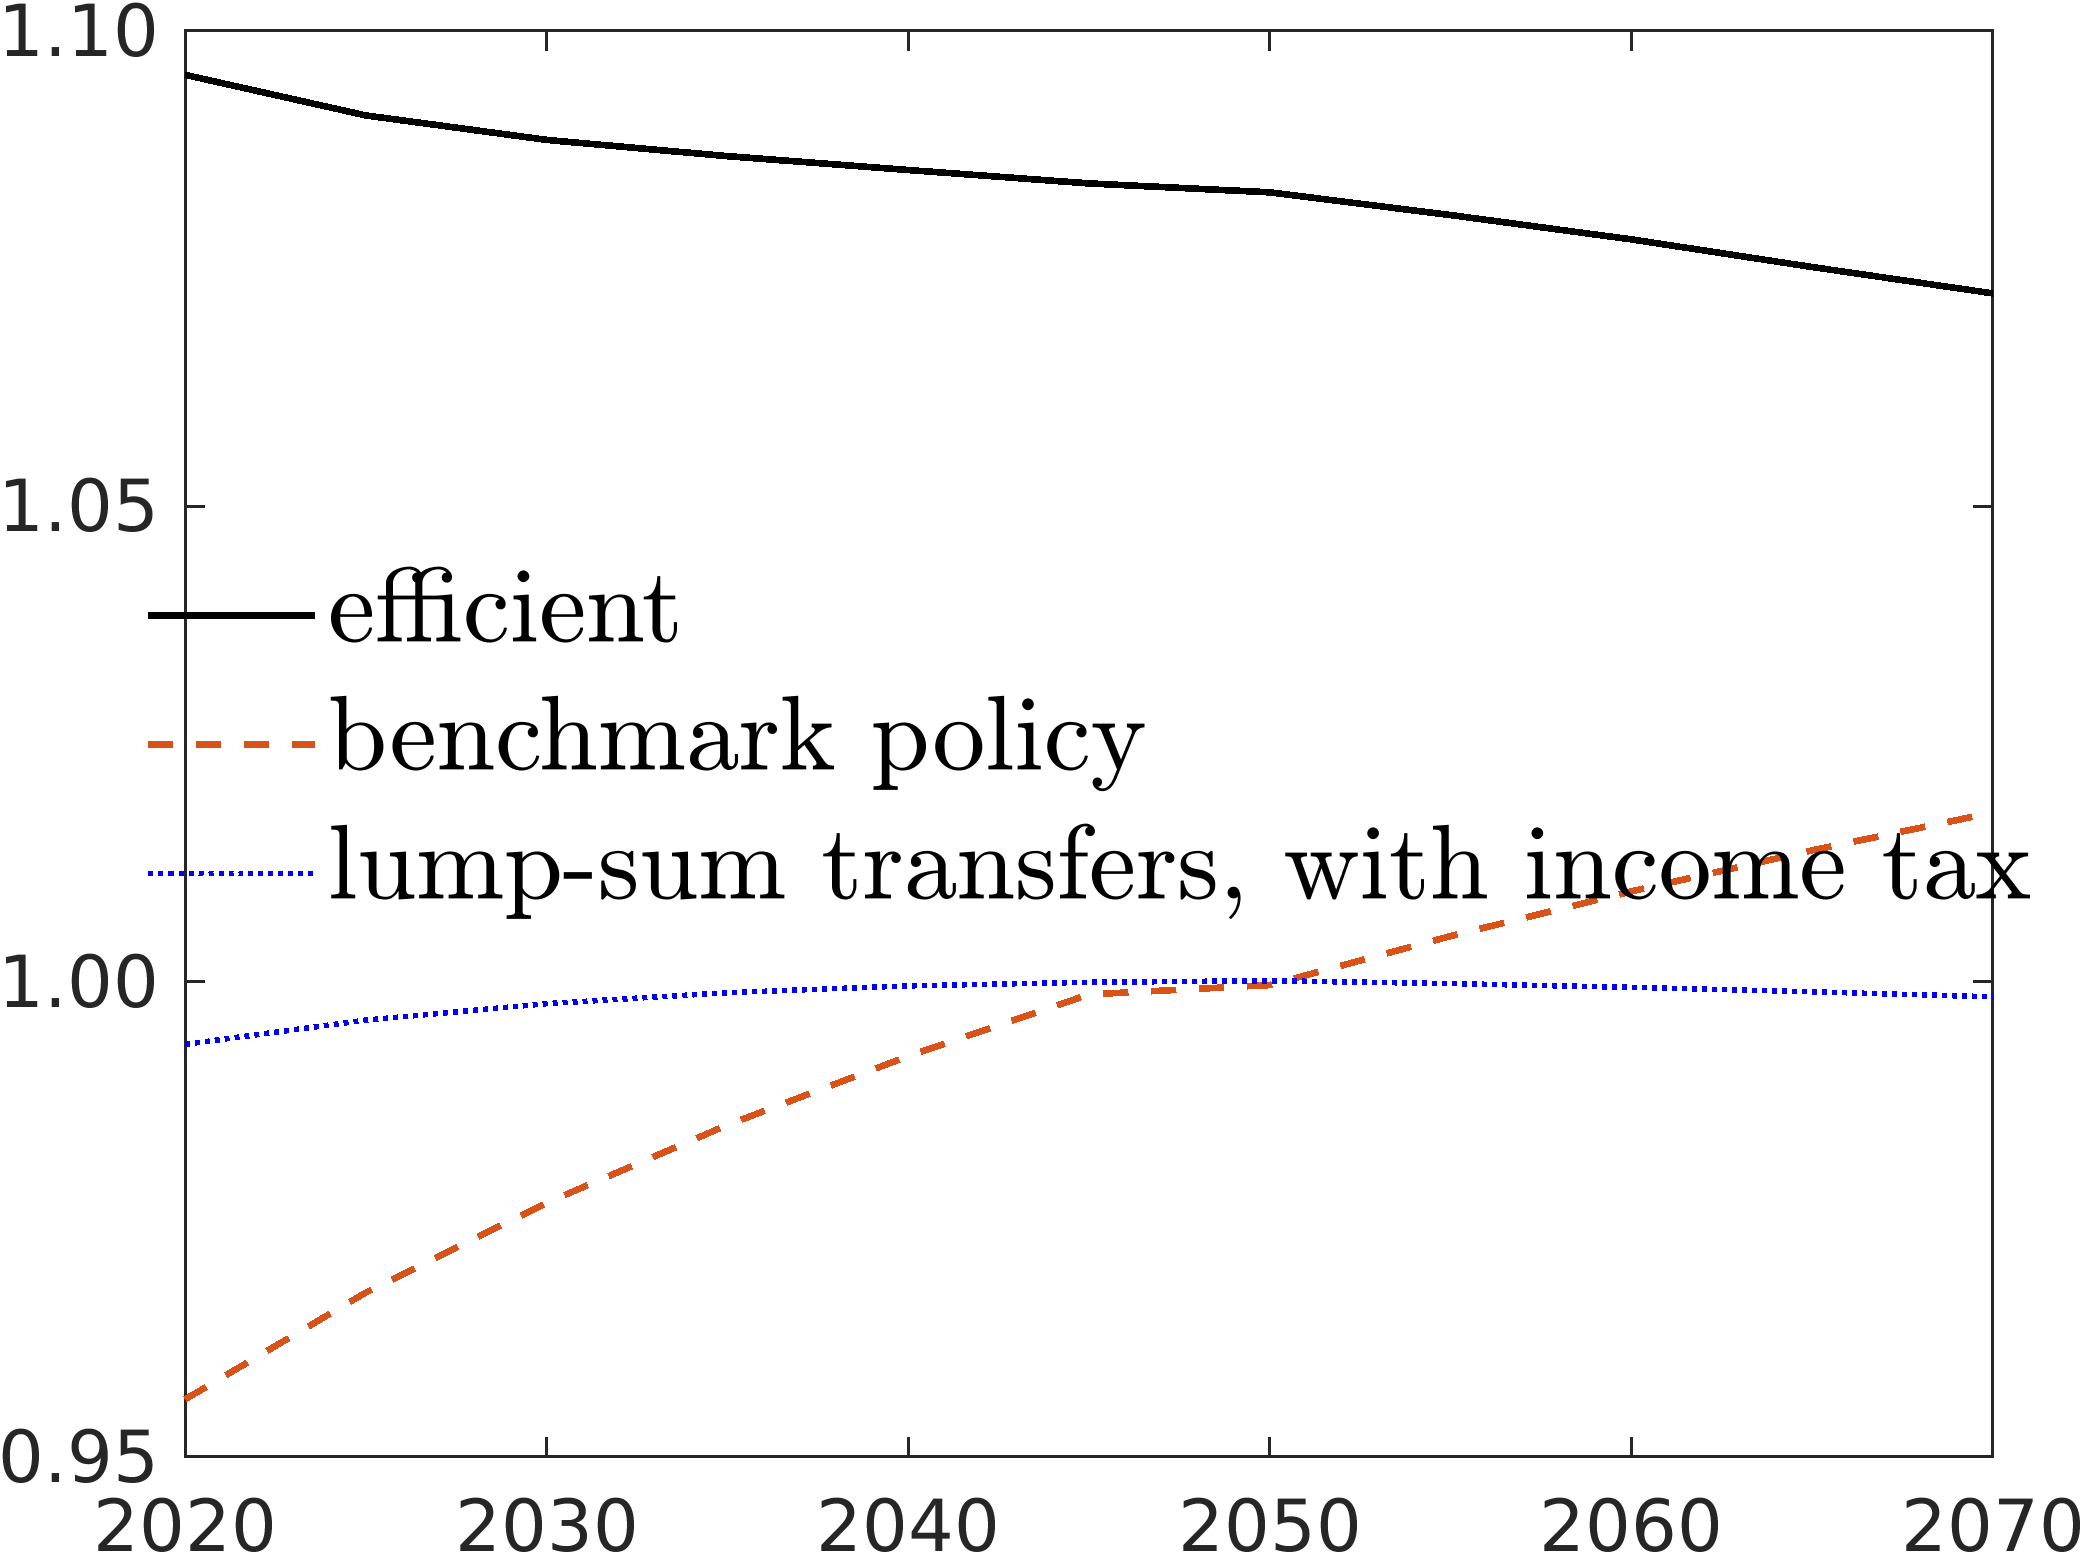 1.10
1.05
efficient
benchmark policy
lump-sum transfers, with income tax
1.00
0.95
2020 2030 2040 2050 2060 2070